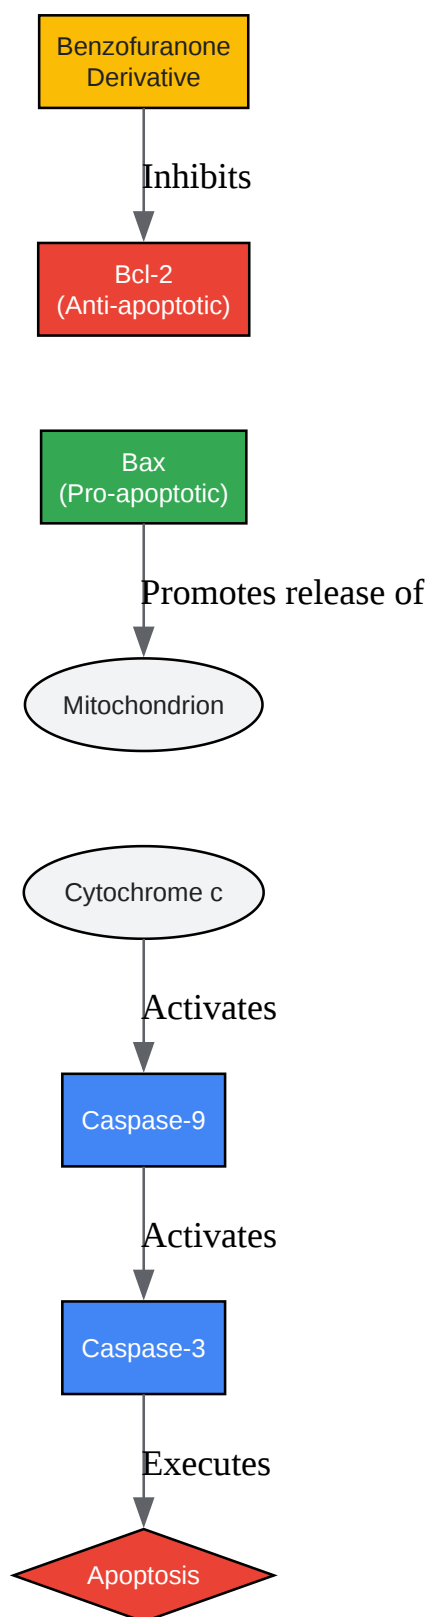 Benzofuranone
Derivative
Inhibits
Bcl-2
(Anti-apoptotic)
Bax
(Pro-apoptotic)
Promotes release of
Mitochondrion
Cytochrome c
Activates
Caspase-9
Activates
Caspase-3
Executes
Apoptosis